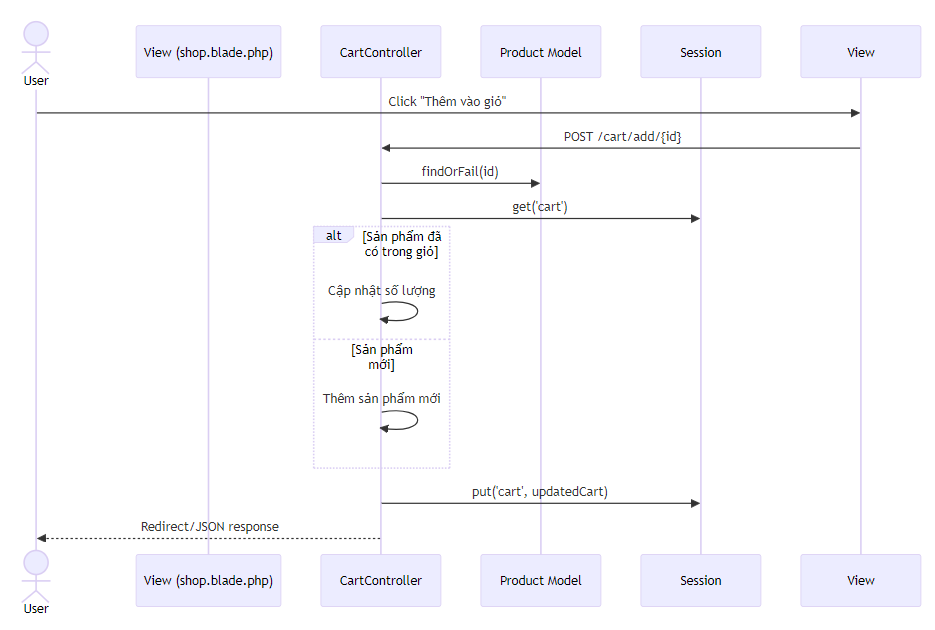 User
View (shop.blade.php)
CartController
Product Model
Session
View
Click "Thêm vào giỏ"
POST /cart/add/{id}
findOrFail(id)
get('cart')
alt
[Sản phẩm đã
có trong giỏ]
Cập nhật số lượng
[Sản phẩm
mới]
Thêm sản phẩm mới
put('cart', updatedCart)
Redirect/JSON response
User
View (shop.blade.php)
CartController
Product Model
Session
View